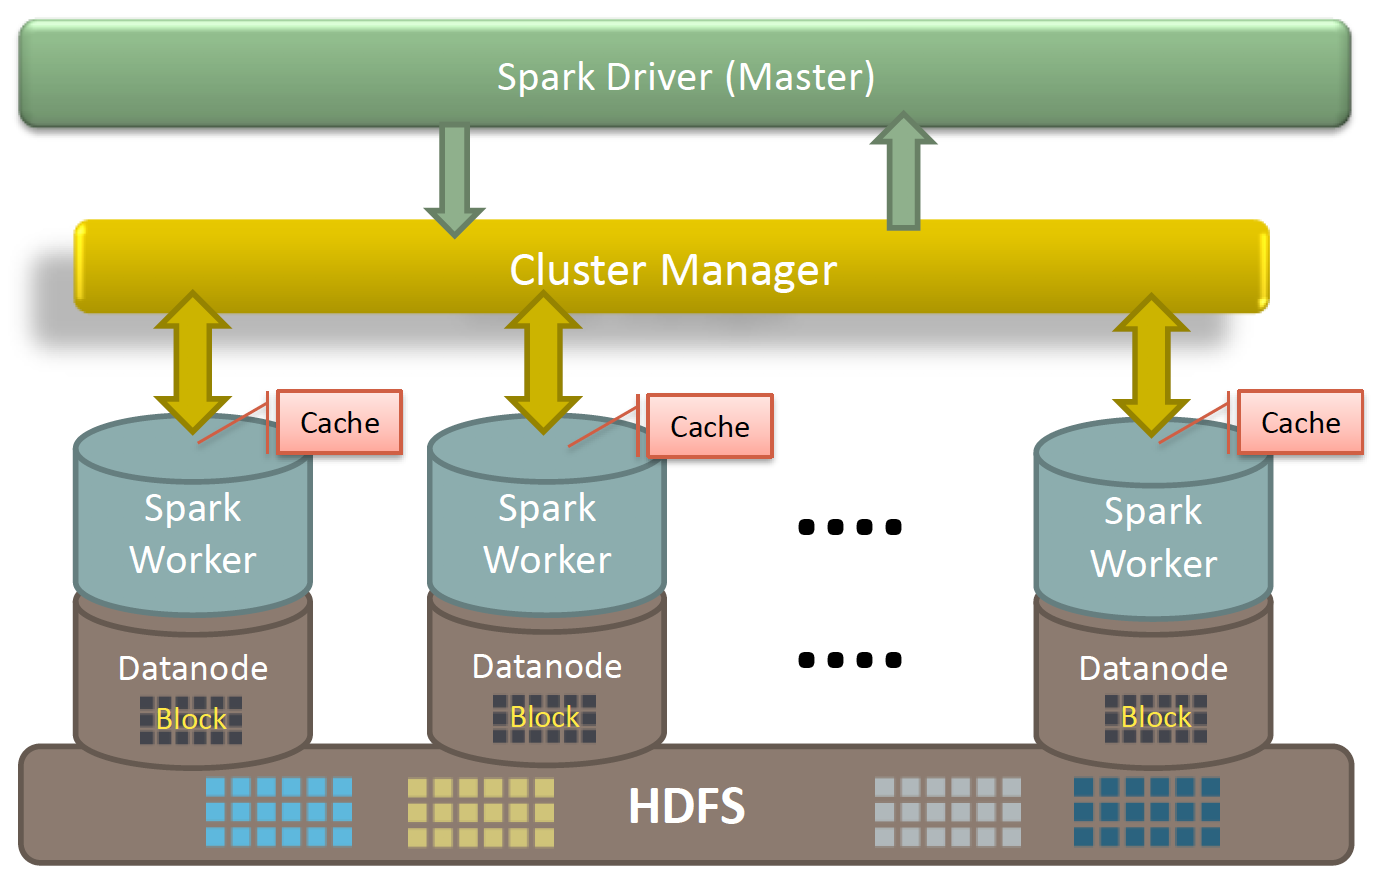 Spark Driver (Master)
Cluster Manager
Cache
Cache
Cache
Spark
Worker
Spark
Worker
Spark
Worker
....
Datanode
Datanode
Datanode
....
Block
Block
Block
HDFS